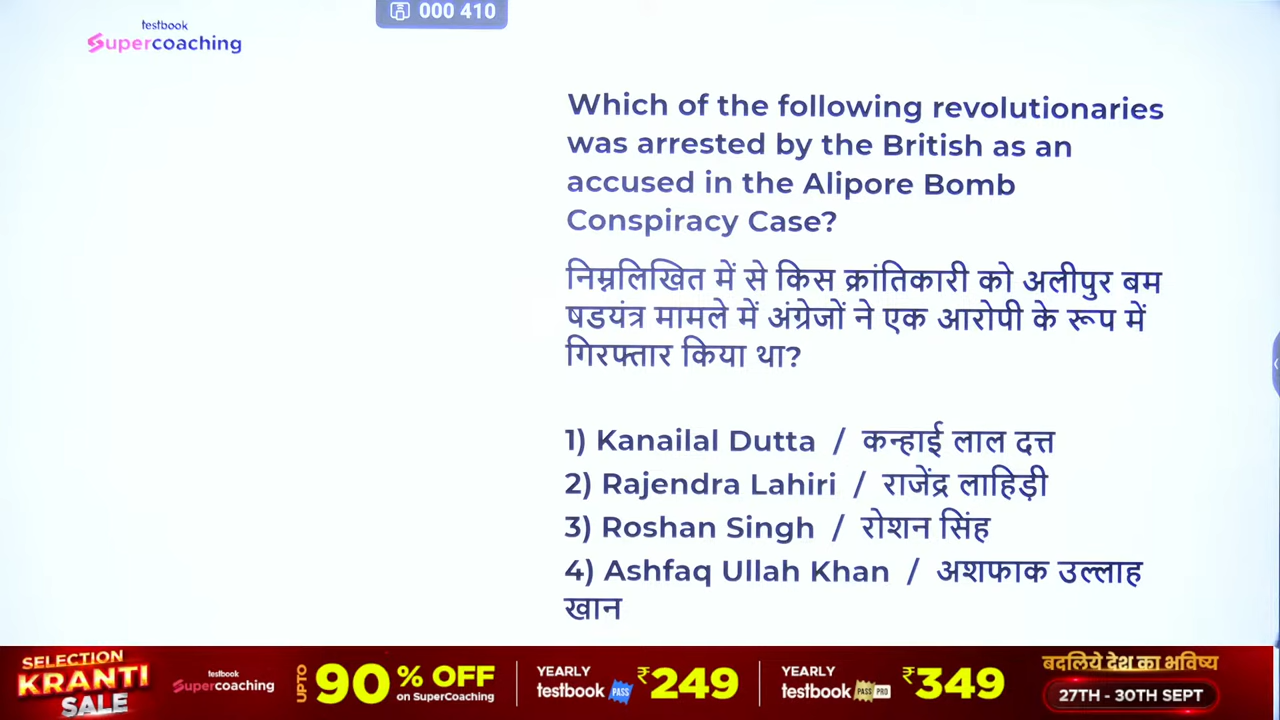 testbook
Supercoaching
000 410
Which of the following revolutionaries
was arrested by the British as an
accused in the Alipore Bomb
Conspiracy Case?
निम्नलिखित में से किस क्रांतिकारी को अलीपुर बम
षडयंत्र मामले में अंग्रेजों ने एक आरोपी के रूप में
गिरफ्तार किया था?
1) Kanailal Dutta / कन्हाई लाल दत्त
2) Rajendra Lahiri / राजेंद्र लाहिड़ी
3) Roshan Singh / रोशन सिंह
4) Ashfaq Ullah Khan / अशफाक उल्लाह
खान
SELECTION
KRANTI
SALE
testbook
Supercoaching
UPTO
90% OFF
on SuperCoaching
YEARLY
testbook PASS
₹249
YEARLY
testbook PASS PRO
₹349
बदलिये देश का भविष्य
27TH - 30TH SEPT